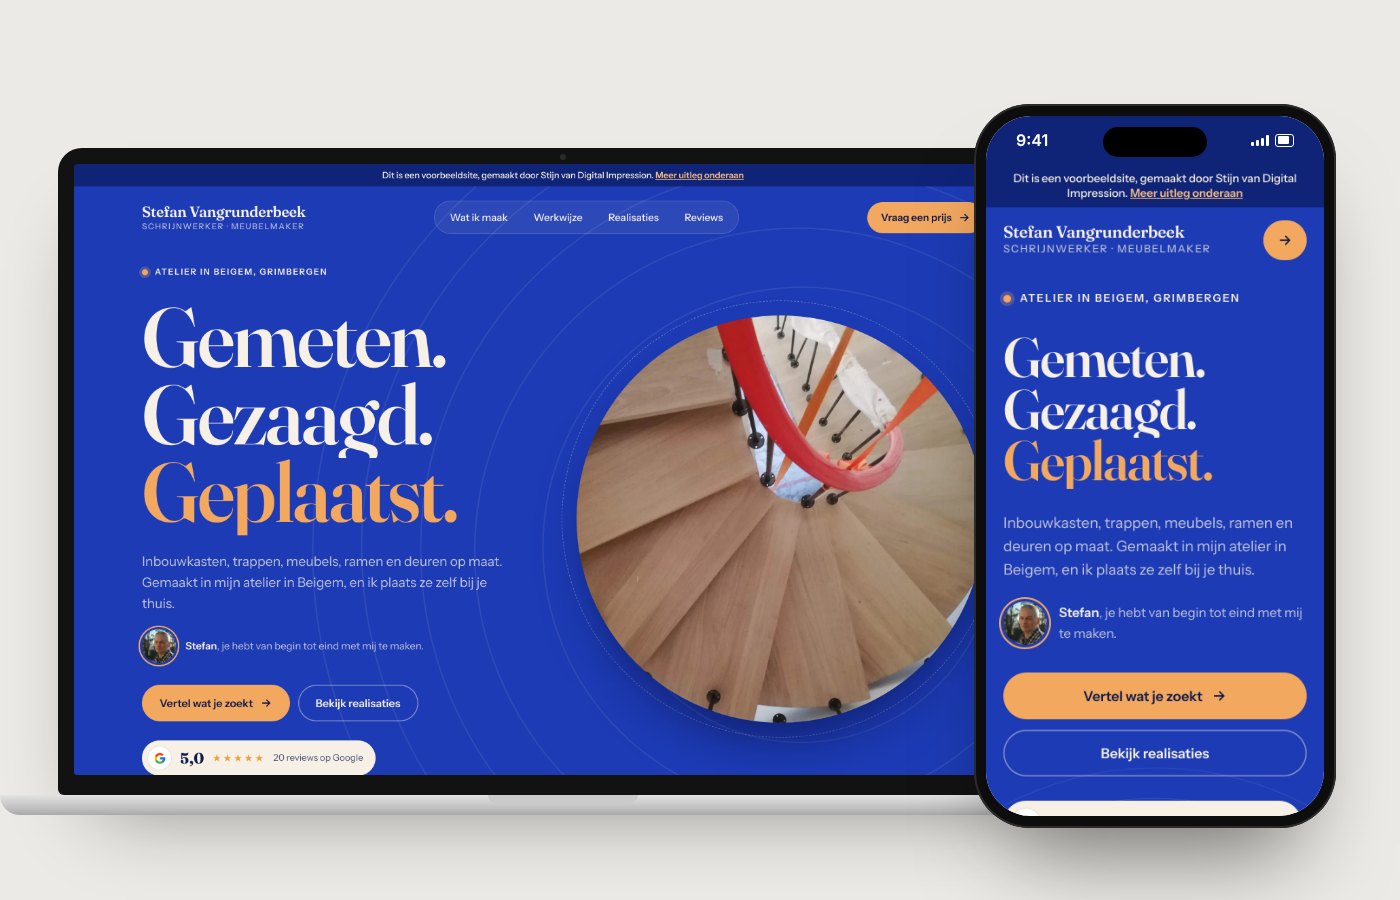 Dit is een voorbeeldsite, gemaakt door Stijn van Digital Impression. Meer uitleg onderaan
Stefan Vangrunderbeek
SCHRIJNWERKER · MEUBELMAKER
Wat ik maak
Werkwijze
Realisaties
Reviews
Vraag een prijs →
ATELIER IN BEIGEM, GRIMBERGEN
Gemeten.
Gezaagd.
Geplaatst.
Inbouwkasten, trappen, meubels, ramen en deuren op maat.
Gemaakt in mijn atelier in Beigem, en ik plaats ze zelf bij je
thuis.
Stefan, je hebt van begin tot eind met mij te maken.
Vertel wat je zoekt →
Bekijk realisaties
G 5,0 ★★★★★ 20 reviews op Google
9:41
Dit is een voorbeeldsite, gemaakt door Stijn van Digital
Impression. Meer uitleg onderaan
Stefan Vangrunderbeek
SCHRIJNWERKER · MEUBELMAKER
→
ATELIER IN BEIGEM, GRIMBERGEN
Gemeten.
Gezaagd.
Geplaatst.
Inbouwkasten, trappen, meubels, ramen en
deuren op maat. Gemaakt in mijn atelier in
Beigem, en ik plaats ze zelf bij je thuis.
Stefan, je hebt van begin tot eind met mij
te maken.
Vertel wat je zoekt →
Bekijk realisaties